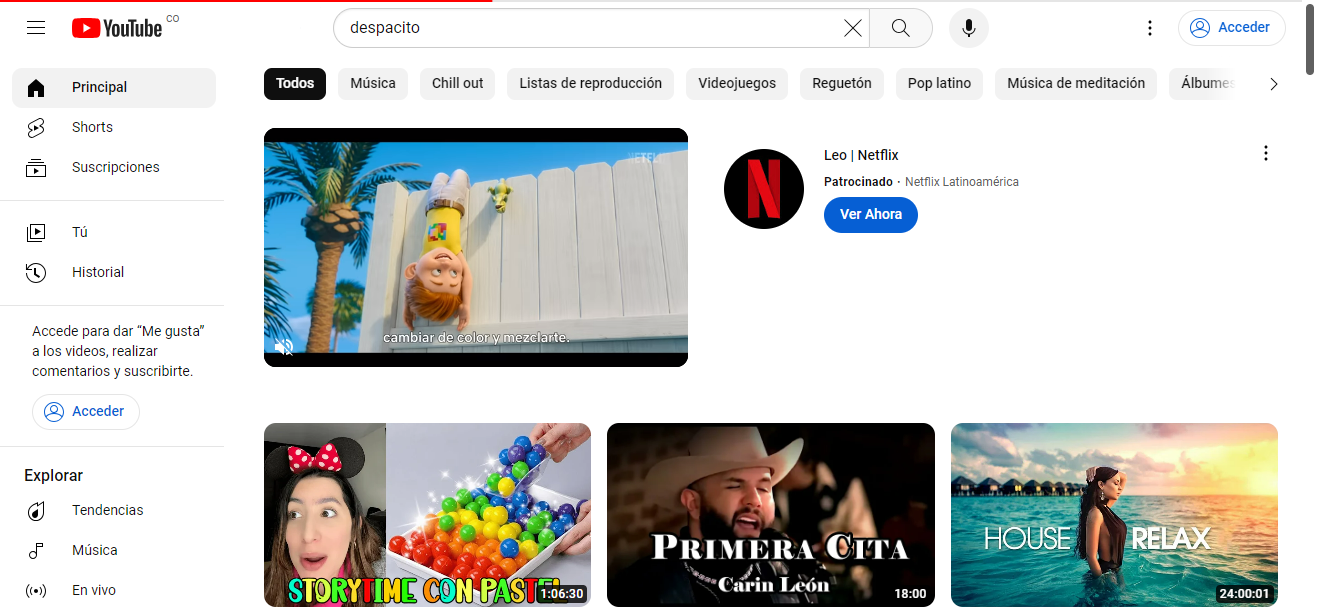 YouTube CO
despacito
Acceder
Principal
Shorts
Suscripciones
Tú
Historial
Accede para dar “Me gusta”
a los videos, realizar
comentarios y suscribirte.
Acceder
Explorar
Tendencias
Música
En vivo
Todos
Música
Chill out
Listas de reproducción
Videojuegos
Reguetón
Pop latino
Música de meditación
Álbumes
cambiar de color y mezclarte.
Leo | Netflix
Patrocinado · Netflix Latinoamérica
Ver Ahora
STORYTIME CON PASTEL
1:06:30
PRIMERA CITA
Carin León
18:00
HOUSE RELAX
24:00:01